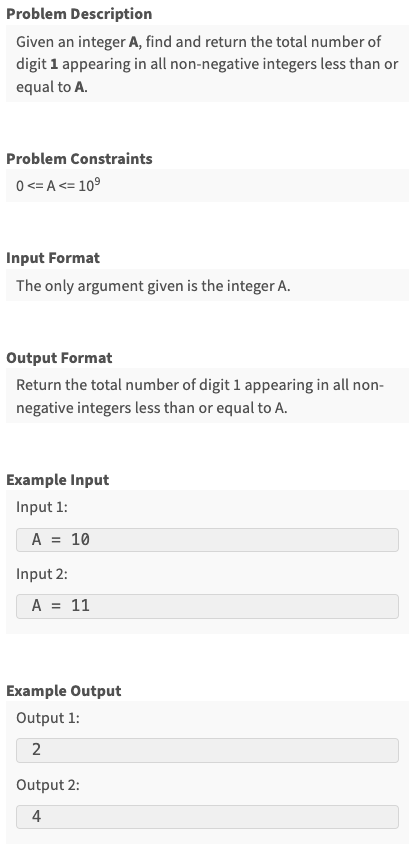 Problem Description
Given an integer A, find and return the total number of
digit 1 appearing in all non-negative integers less than or
equal to A.
Problem Constraints
0 <= A <= 10⁹
Input Format
The only argument given is the integer A.
Output Format
Return the total number of digit 1 appearing in all non-
negative integers less than or equal to A.
Example Input
Input 1:
A = 10
Input 2:
A = 11
Example Output
Output 1:
2
Output 2:
4